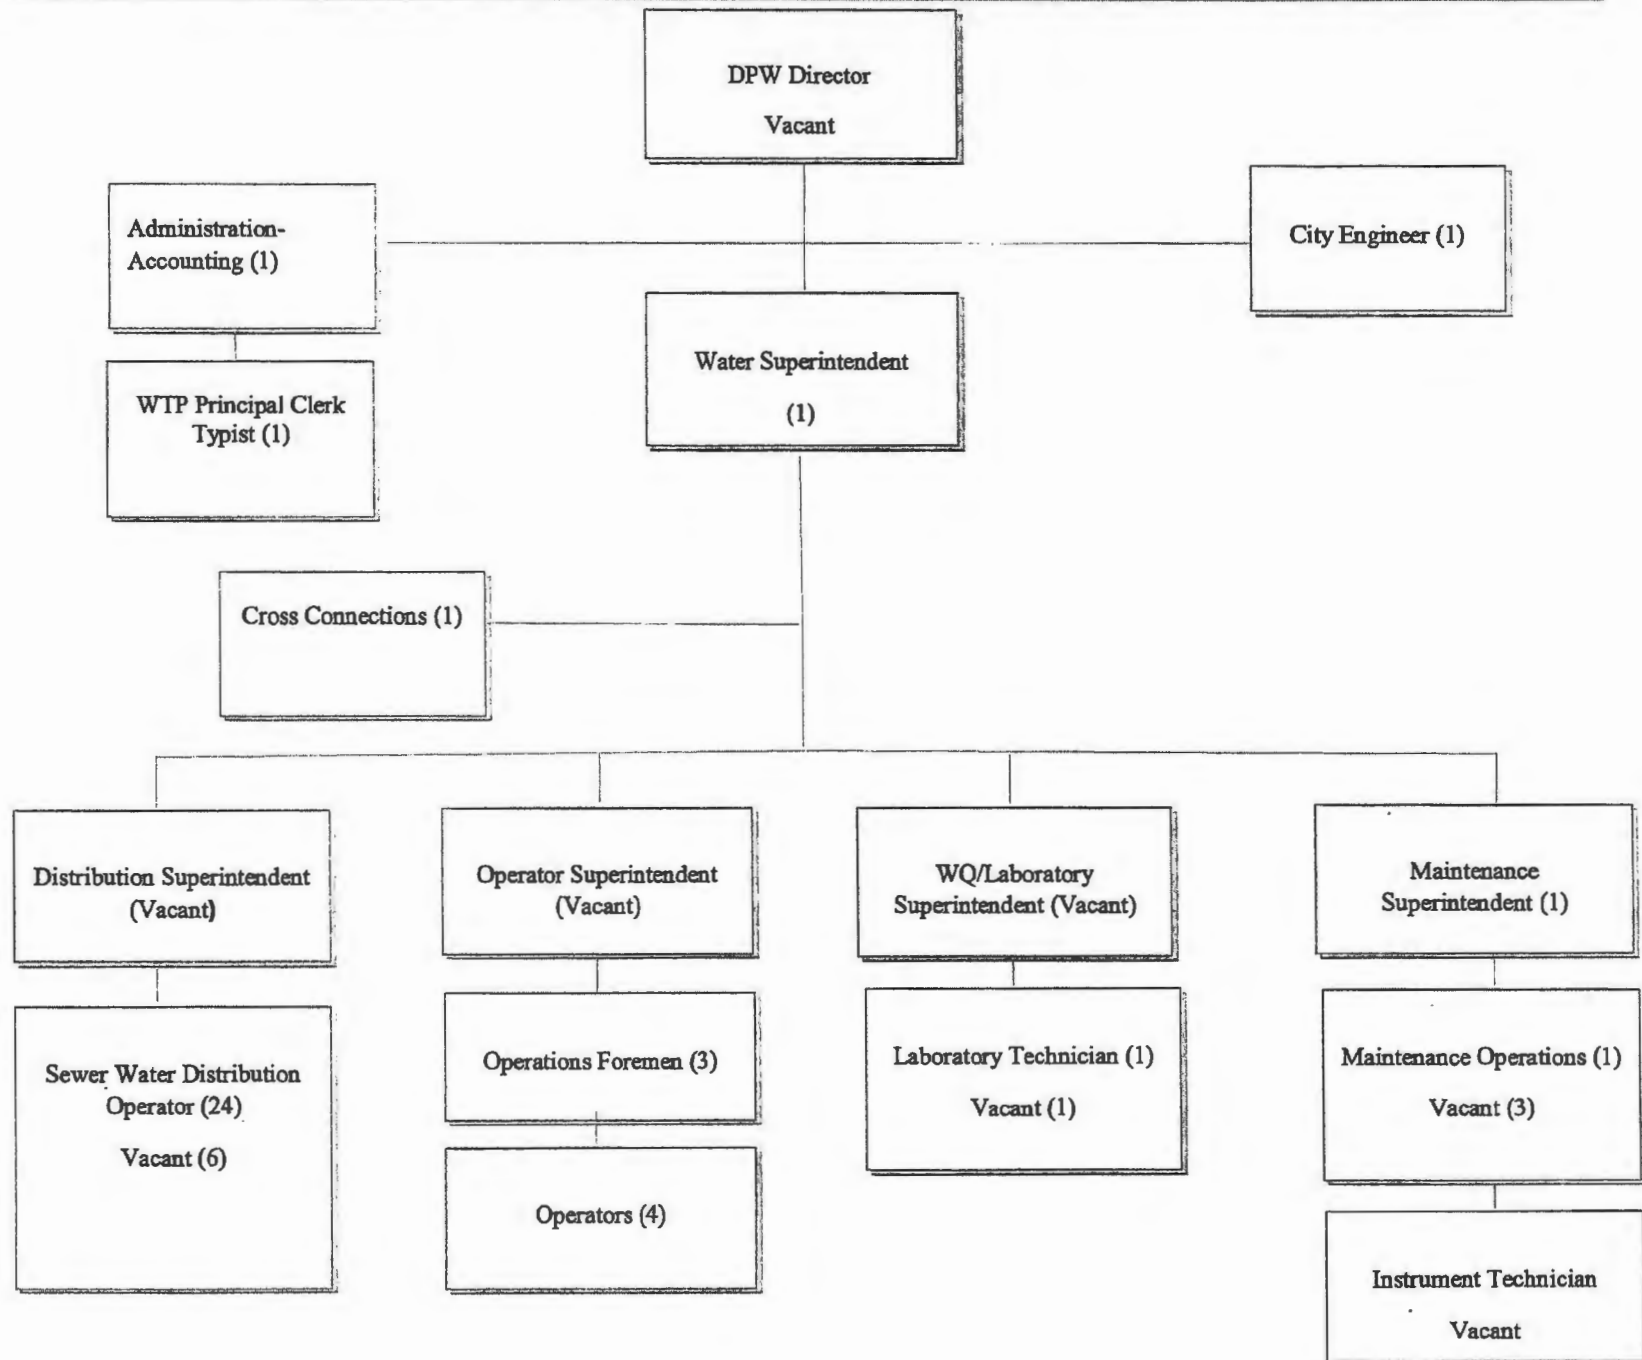 DPW Director
Vacant
Administration-
Accounting (1)
City Engineer (1)
WTP Principal Clerk
Typist (1)
Water Superintendent
(1)
Cross Connections (1)
Distribution Superintendent
(Vacant)
Operator Superintendent
(Vacant)
WQ/Laboratory
Superintendent (Vacant)
Maintenance
Superintendent (1)
Sewer Water Distribution
Operator (24)
Vacant (6)
Operations Foremen (3)
Operators (4)
Laboratory Technician (1)
Vacant (1)
Maintenance Operations (1)
Vacant (3)
Instrument Technician
Vacant